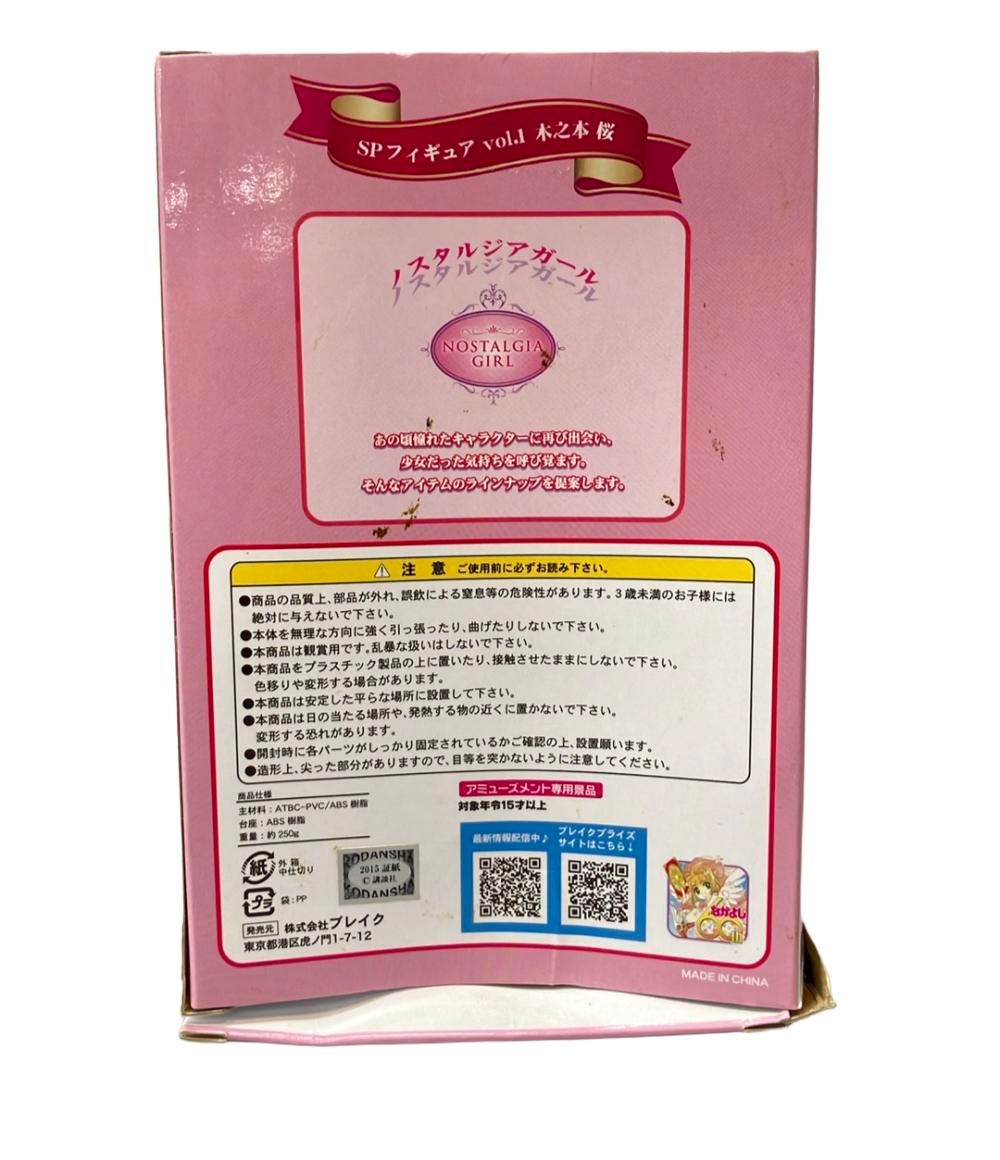 SPフィギュア vol.1 木之本 桜
ノスタルジアガール
NOSTALGIA
GIRL
あの頃憧れたキャラクターに再び出会い、
少女だった気持ちを呼び覚ます。
そんなアイテムのラインナップを提案します。
注 意 ご使用前に必ずお読み下さい。
●商品の品質上、部品が外れ、誤飲による窒息等の危険性があります。3歳未満のお子様には
絶対に与えないで下さい。
●本体を無理な方向に強く引っ張ったり、曲げたりしないで下さい。
●本商品は観賞用です。乱暴な扱いはしないで下さい。
●本商品をプラスチック製品の上に置いたり、接触させたままにしないで下さい。
色移りや変形する場合があります。
●本商品は安定した平らな場所に設置して下さい。
●本商品は日の当たる場所や、発熱する物の近くに置かないで下さい。
変形する恐れがあります。
●開封時に各パーツがしっかり固定されているかご確認の上、設置願います。
●造形上、尖った部分がありますので、目等を突かないように注意してください。
商品仕様
主材料：ATBC-PVC/ABS 樹脂
台座：ABS 樹脂
重量：約 250g
アミューズメント専用景品
対象年令15才以上
紙 外 箱
中仕切り
プラ 袋：PP
ODANSHA
2015 証紙
©講談社
ODANSHA
最新情報配信中♪
ブレイクプライズ
サイトはこちら↓
なかよし
60
発売元 株式会社ブレイク
東京都港区虎ノ門1-7-12
MADE IN CHINA